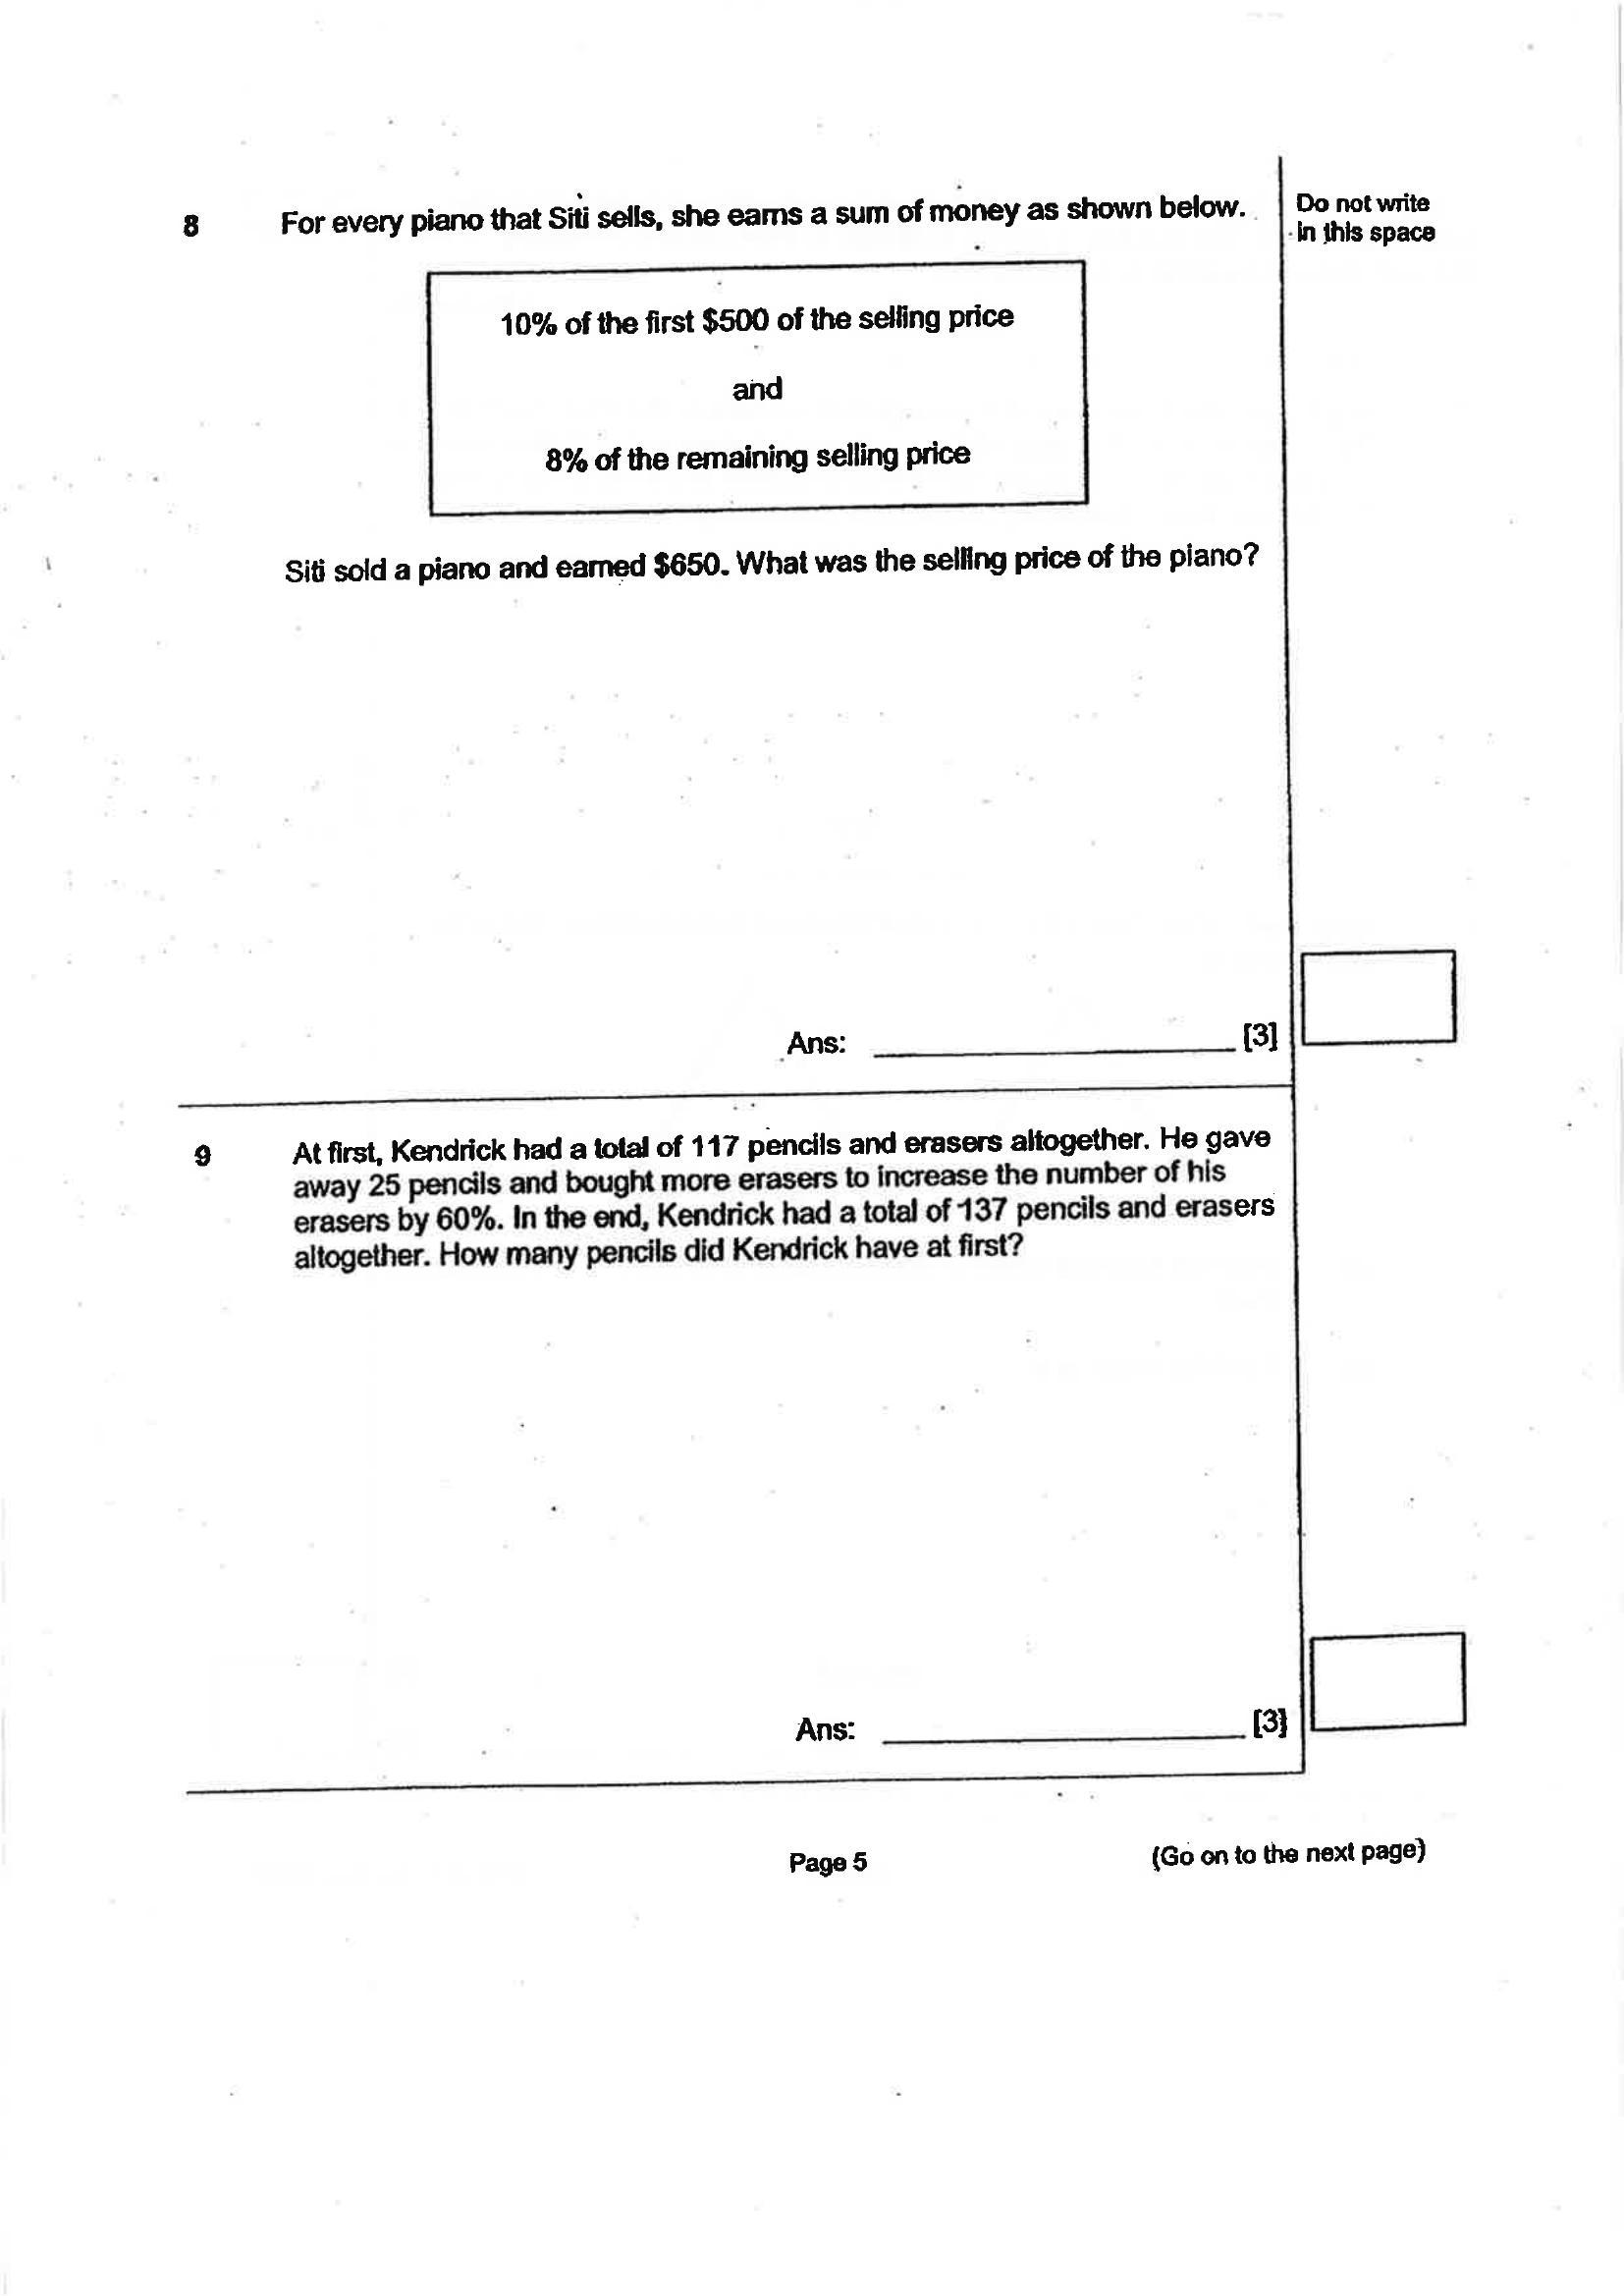 8 For every piano that Siti sells, she earns a sum of money as shown below.
Do not write
in this space
10% of the first $500 of the selling price
and
8% of the remaining selling price
Siti sold a piano and earned $650. What was the selling price of the piano?
Ans: [3]
9 At first, Kendrick had a total of 117 pencils and erasers altogether. He gave
away 25 pencils and bought more erasers to increase the number of his
erasers by 60%. In the end, Kendrick had a total of 137 pencils and erasers
altogether. How many pencils did Kendrick have at first?
Ans: [3]
Page 5
(Go on to the next page)